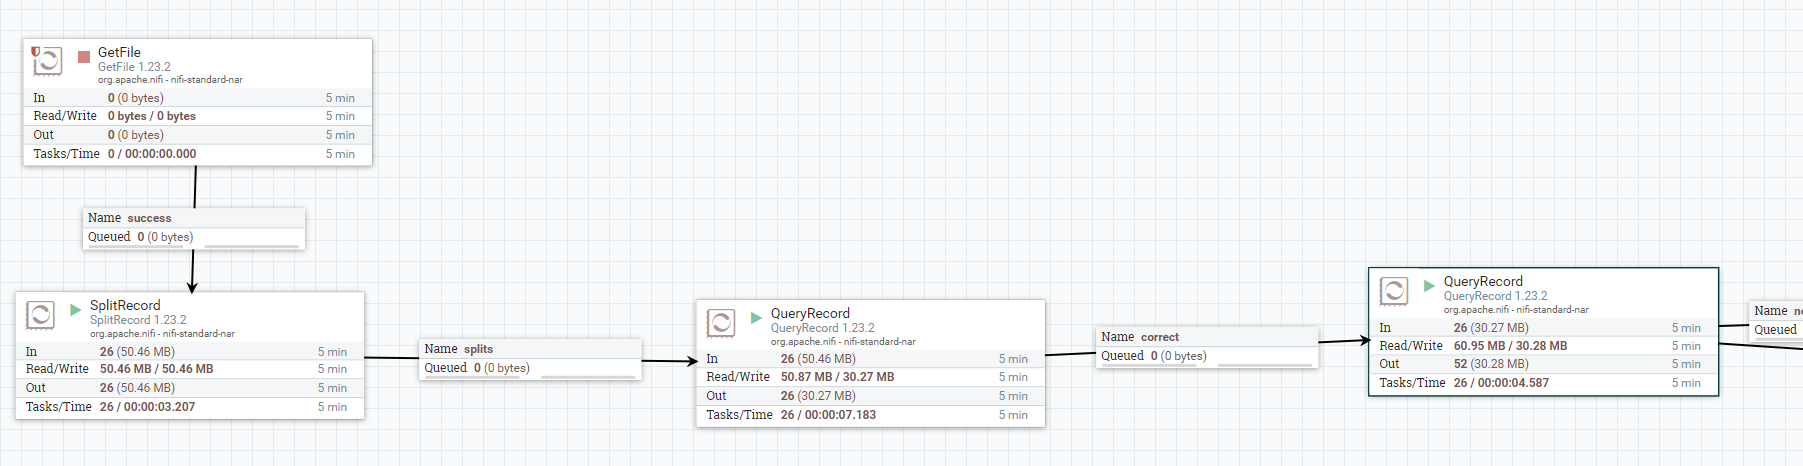 GetFile
GetFile 1.23.2
org.apache.nifi - nifi-standard-nar
In 0 (0 bytes) 5 min
Read/Write 0 bytes / 0 bytes 5 min
Out 0 (0 bytes) 5 min
Tasks/Time 0 / 00:00:00.000 5 min
Name success
Queued 0 (0 bytes)
SplitRecord
SplitRecord 1.23.2
org.apache.nifi - nifi-standard-nar
In 26 (50.46 MB) 5 min
Read/Write 50.46 MB / 50.46 MB 5 min
Out 26 (50.46 MB) 5 min
Tasks/Time 26 / 00:00:03.207 5 min
Name splits
Queued 0 (0 bytes)
QueryRecord
QueryRecord 1.23.2
org.apache.nifi - nifi-standard-nar
In 26 (50.46 MB) 5 min
Read/Write 50.87 MB / 30.27 MB 5 min
Out 26 (30.27 MB) 5 min
Tasks/Time 26 / 00:00:07.183 5 min
Name correct
Queued 0 (0 bytes)
QueryRecord
QueryRecord 1.23.2
org.apache.nifi - nifi-standard-nar
In 26 (30.27 MB) 5 min
Read/Write 60.95 MB / 30.28 MB 5 min
Out 52 (30.28 MB) 5 min
Tasks/Time 26 / 00:00:04.587 5 min
Name
Queued